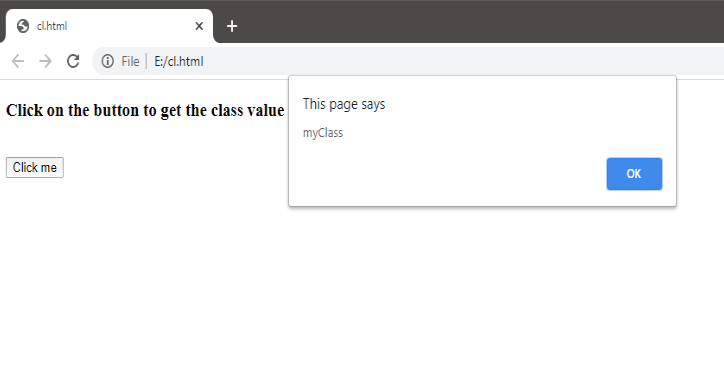 cl.html
File E:/cl.html
Click on the button to get the class value
Click me
This page says
myClass
OK